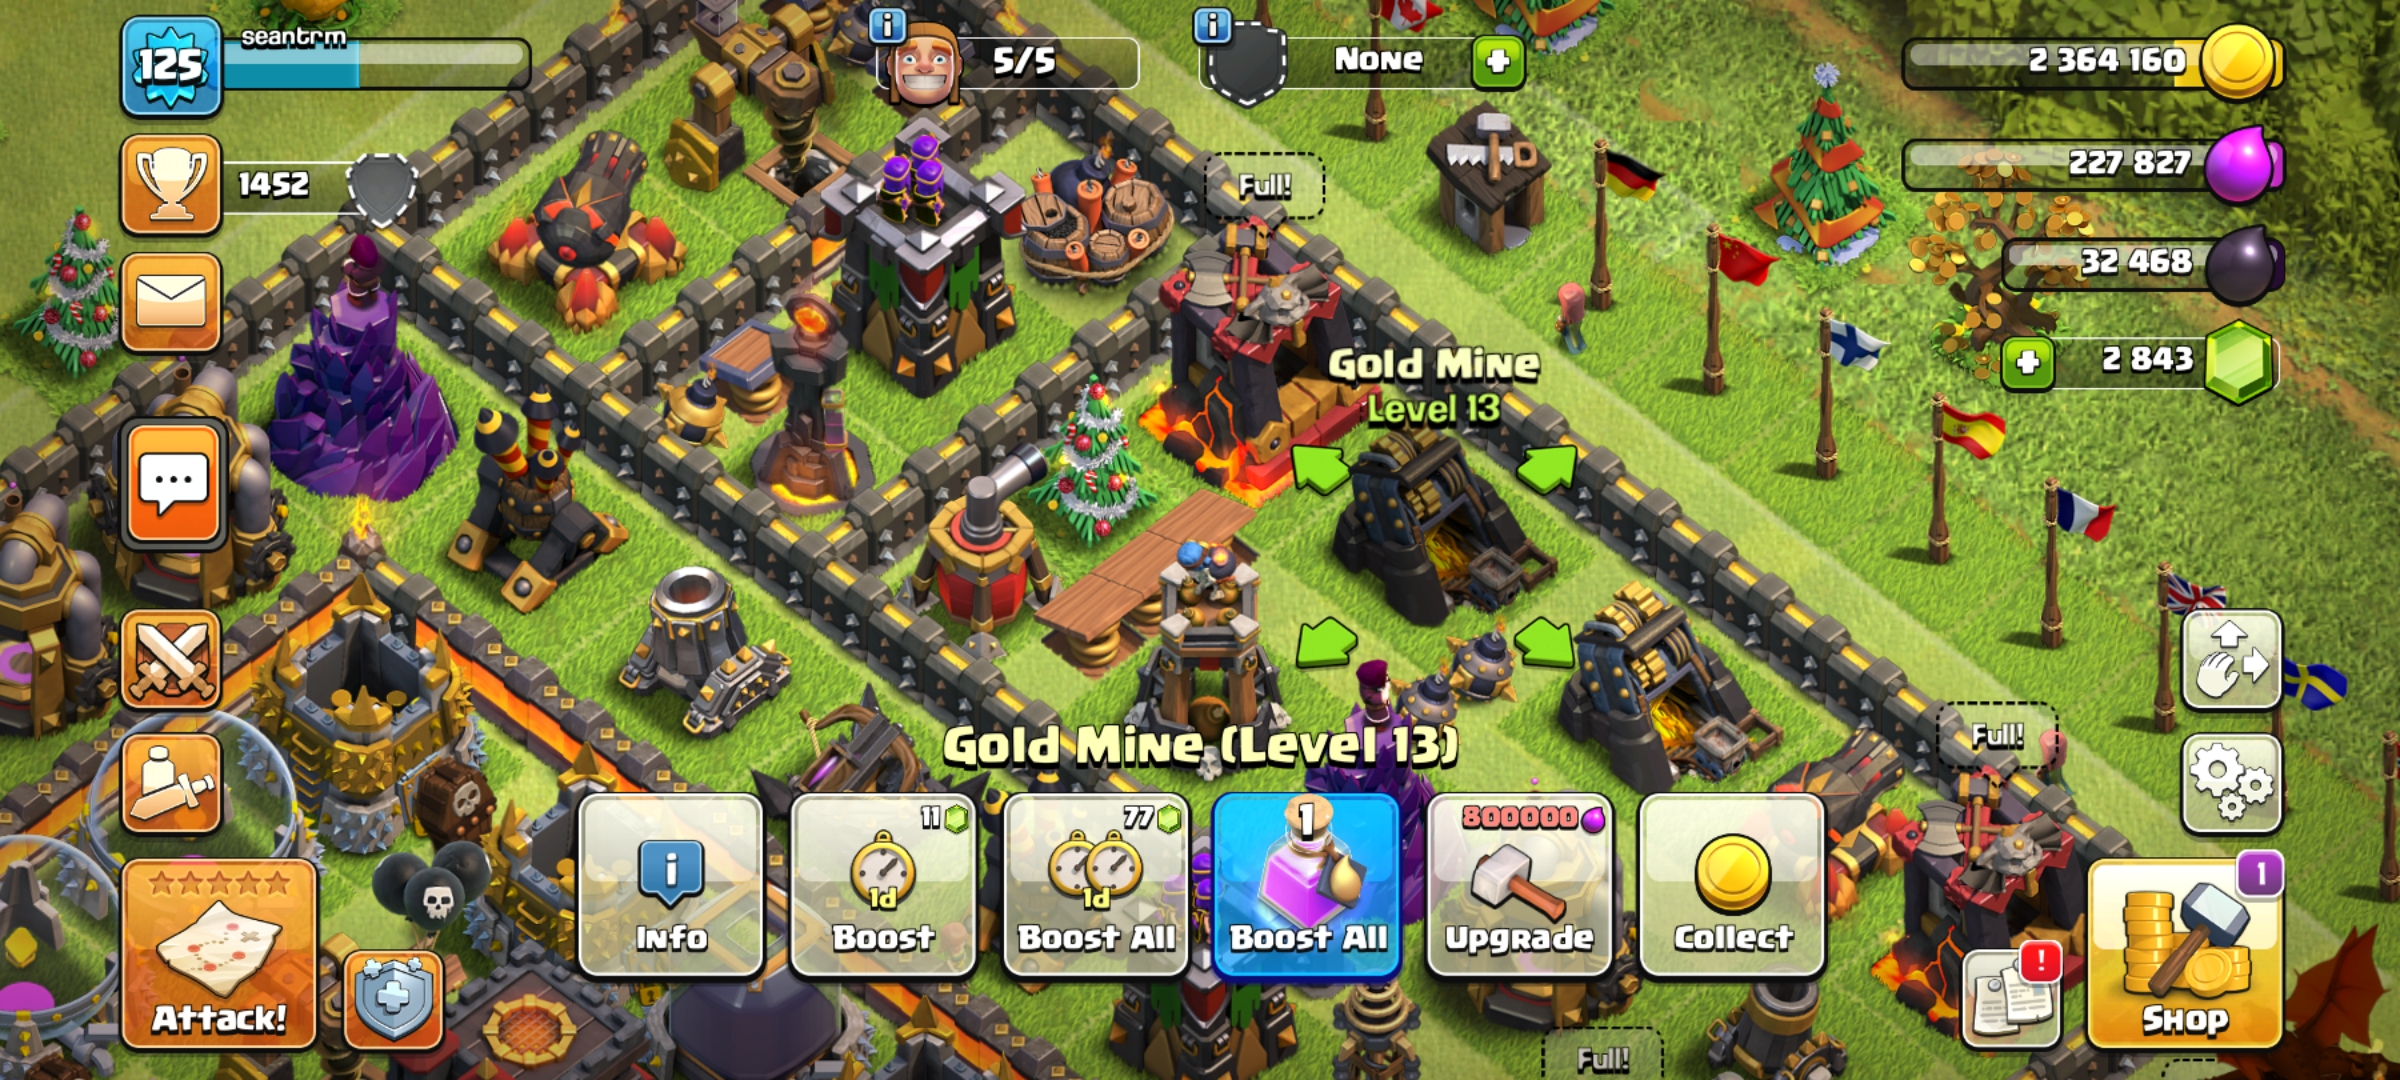 125
seantrm
5/5
None
2 364 160
1452
227 827
32 468
2 843
Full!
Gold Mine
Level 13
Full!
Gold Mine (Level 13)
Info
11
1d
Boost
77
1d
Boost All
1
Boost All
800000
Upgrade
Collect
Attack!
1
Shop
Full!